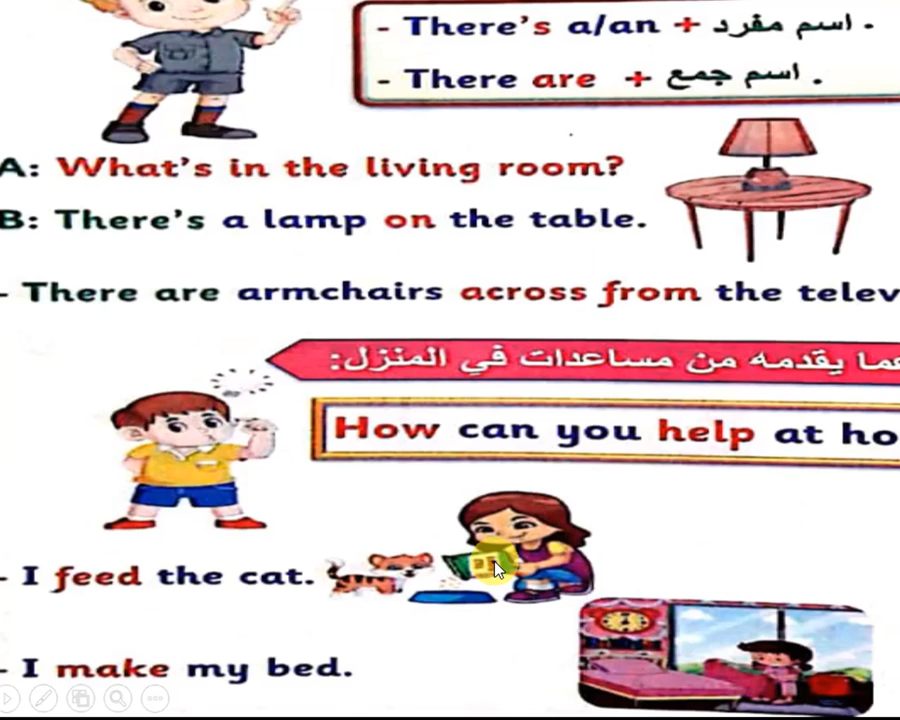 - There's a/an + اسم مفرد .
- There are + اسم جمع .
A: What's in the living room?
B: There's a lamp on the table.
- There are armchairs across from the telev
عما يقدمه من مساعدات في المنزل:
How can you help at ho
- I feed the cat.
- I make my bed.